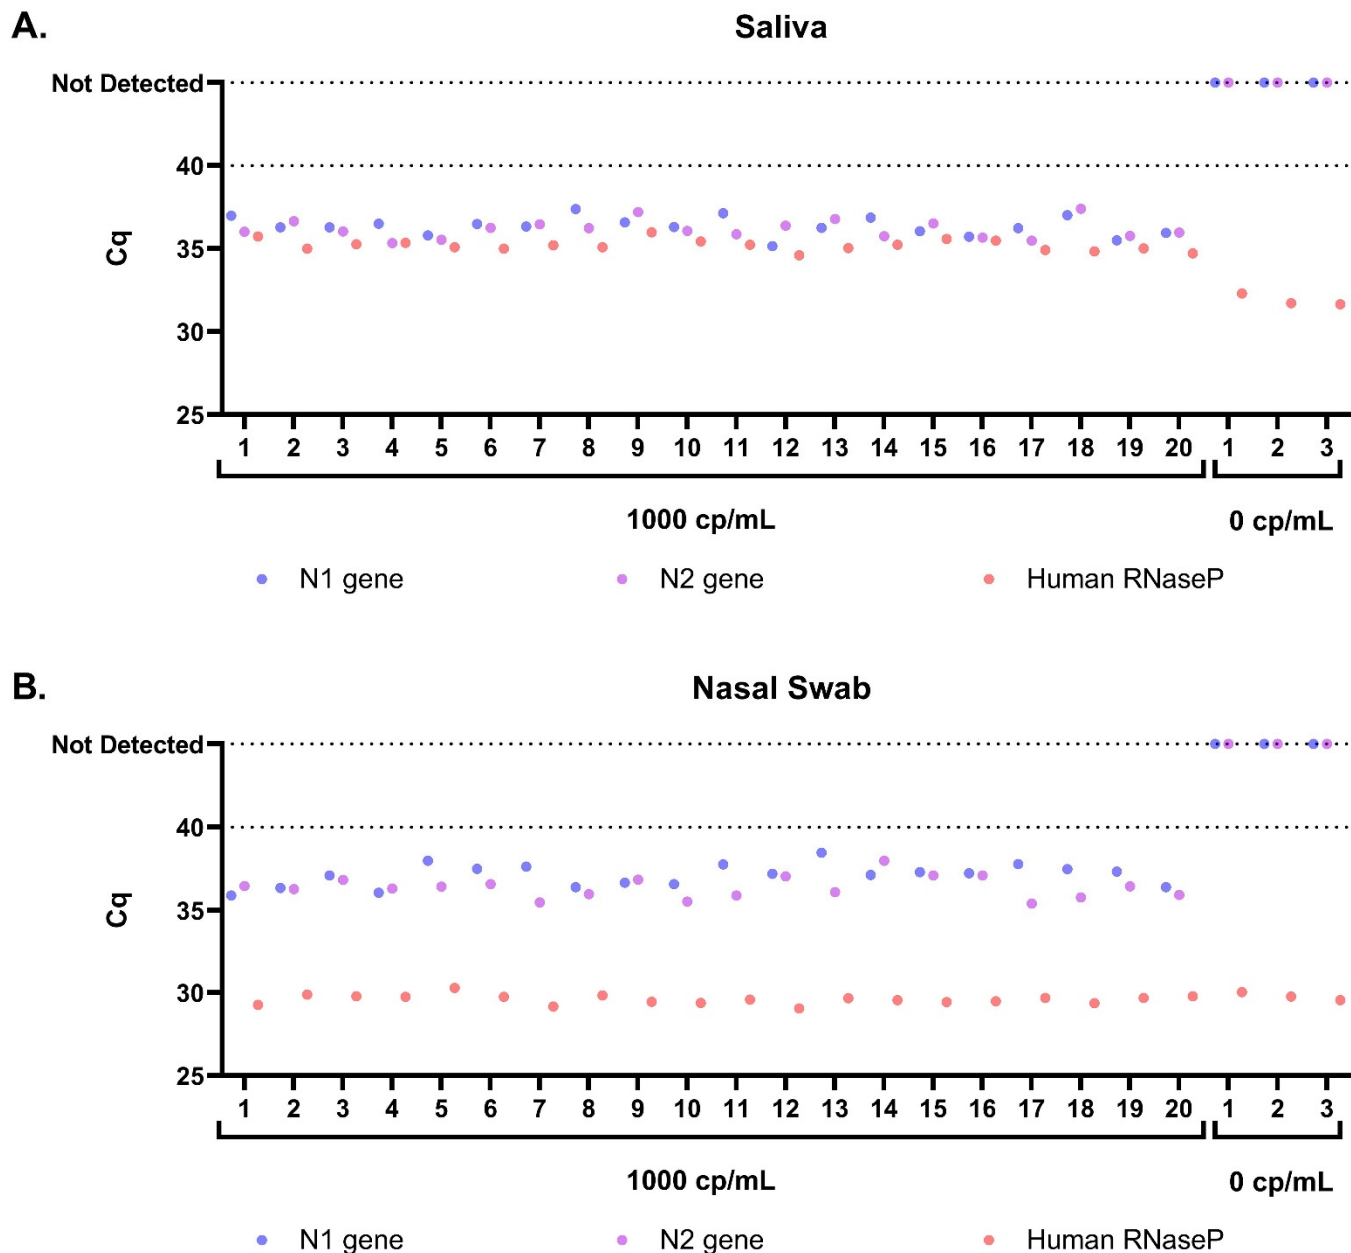 A.
Saliva
Not Detected
40
35
30
25
Cq
1 2 3 4 5 6 7 8 9 10 11 12 13 14 15 16 17 18 19 20 1 2 3
1000 cp/mL 0 cp/mL
N1 gene N2 gene Human RNaseP
B.
Nasal Swab
Not Detected
40
35
30
25
Cq
1 2 3 4 5 6 7 8 9 10 11 12 13 14 15 16 17 18 19 20 1 2 3
1000 cp/mL 0 cp/mL
N1 gene N2 gene Human RNaseP